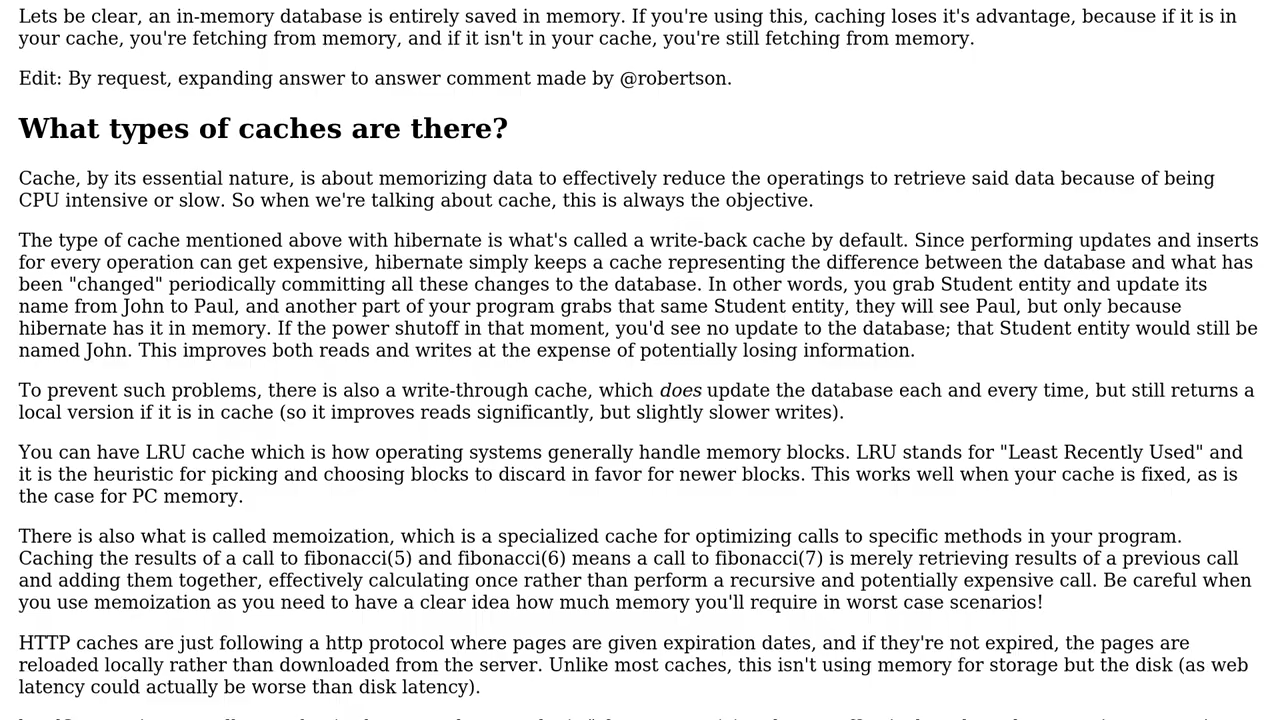 Lets be clear, an in-memory database is entirely saved in memory. If you're using this, caching loses it's advantage, because if it is in
your cache, you're fetching from memory, and if it isn't in your cache, you're still fetching from memory.
Edit: By request, expanding answer to answer comment made by @robertson.
What types of caches are there?
Cache, by its essential nature, is about memorizing data to effectively reduce the operatings to retrieve said data because of being
CPU intensive or slow. So when we're talking about cache, this is always the objective.
The type of cache mentioned above with hibernate is what's called a write-back cache by default. Since performing updates and inserts
for every operation can get expensive, hibernate simply keeps a cache representing the difference between the database and what has
been "changed" periodically committing all these changes to the database. In other words, you grab Student entity and update its
name from John to Paul, and another part of your program grabs that same Student entity, they will see Paul, but only because
hibernate has it in memory. If the power shutoff in that moment, you'd see no update to the database; that Student entity would still be
named John. This improves both reads and writes at the expense of potentially losing information.
To prevent such problems, there is also a write-through cache, which does update the database each and every time, but still returns a
local version if it is in cache (so it improves reads significantly, but slightly slower writes).
You can have LRU cache which is how operating systems generally handle memory blocks. LRU stands for "Least Recently Used" and
it is the heuristic for picking and choosing blocks to discard in favor for newer blocks. This works well when your cache is fixed, as is
the case for PC memory.
There is also what is called memoization, which is a specialized cache for optimizing calls to specific methods in your program.
Caching the results of a call to fibonacci(5) and fibonacci(6) means a call to fibonacci(7) is merely retrieving results of a previous call
and adding them together, effectively calculating once rather than perform a recursive and potentially expensive call. Be careful when
you use memoization as you need to have a clear idea how much memory you'll require in worst case scenarios!
HTTP caches are just following a http protocol where pages are given expiration dates, and if they're not expired, the pages are
reloaded locally rather than downloaded from the server. Unlike most caches, this isn't using memory for storage but the disk (as web
latency could actually be worse than disk latency).